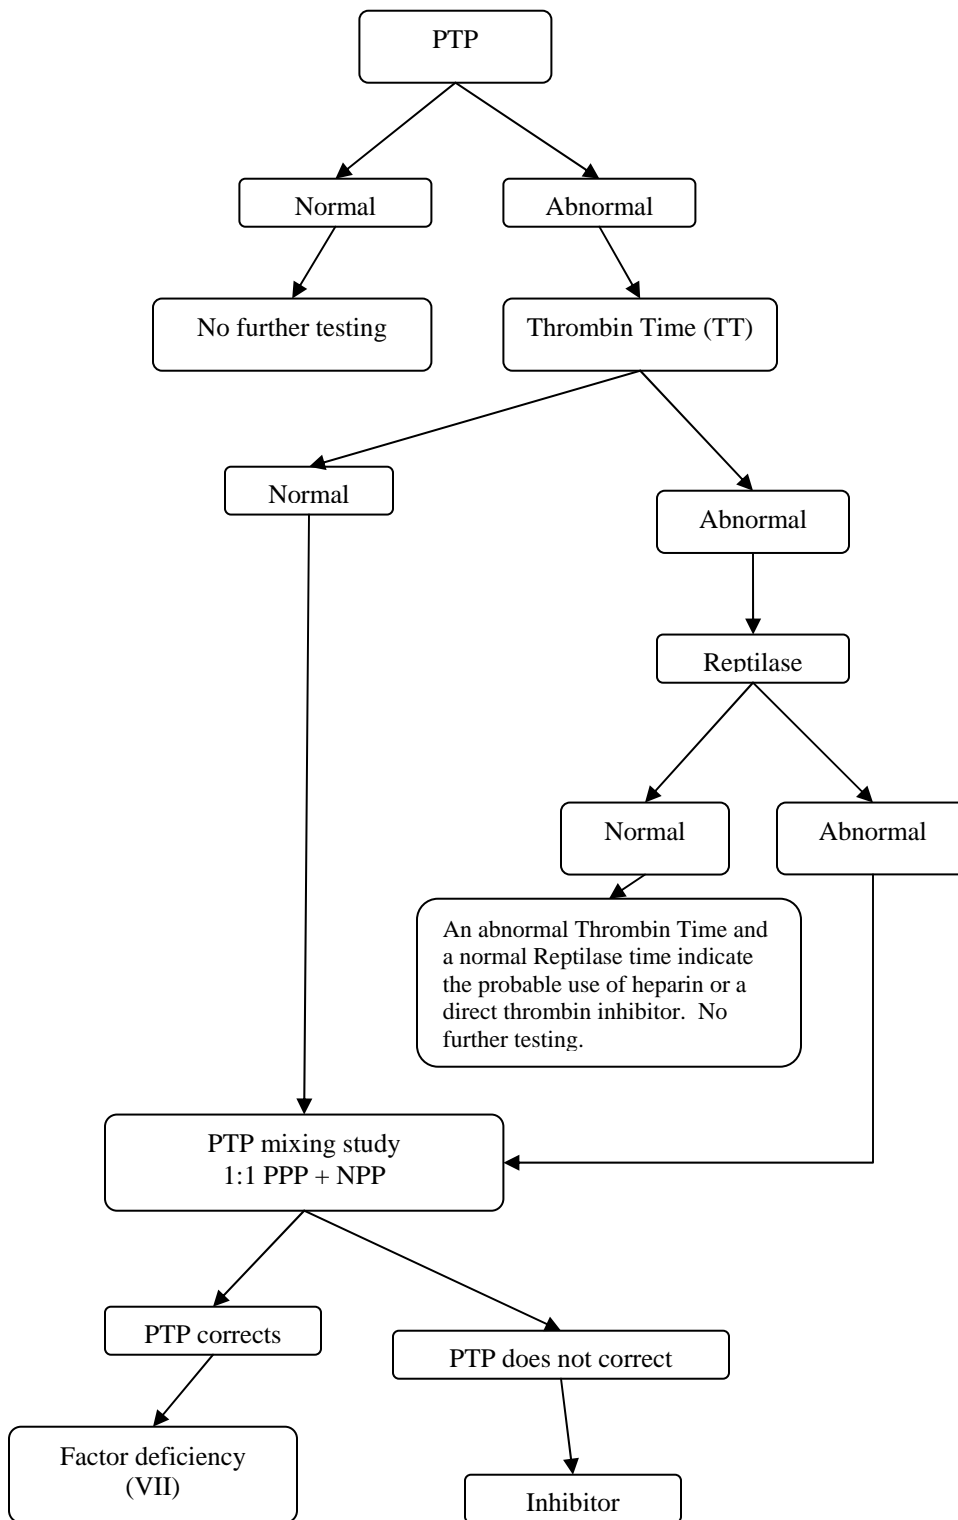 PTP
Normal
Abnormal
No further testing
Thrombin Time (TT)
Normal
Abnormal
Reptilase
Normal
Abnormal
An abnormal Thrombin Time and
a normal Reptilase time indicate
the probable use of heparin or a
direct thrombin inhibitor.  No
further testing.
PTP mixing study
1:1 PPP + NPP
PTP corrects
PTP does not correct
Factor deficiency
(VII)
Inhibitor